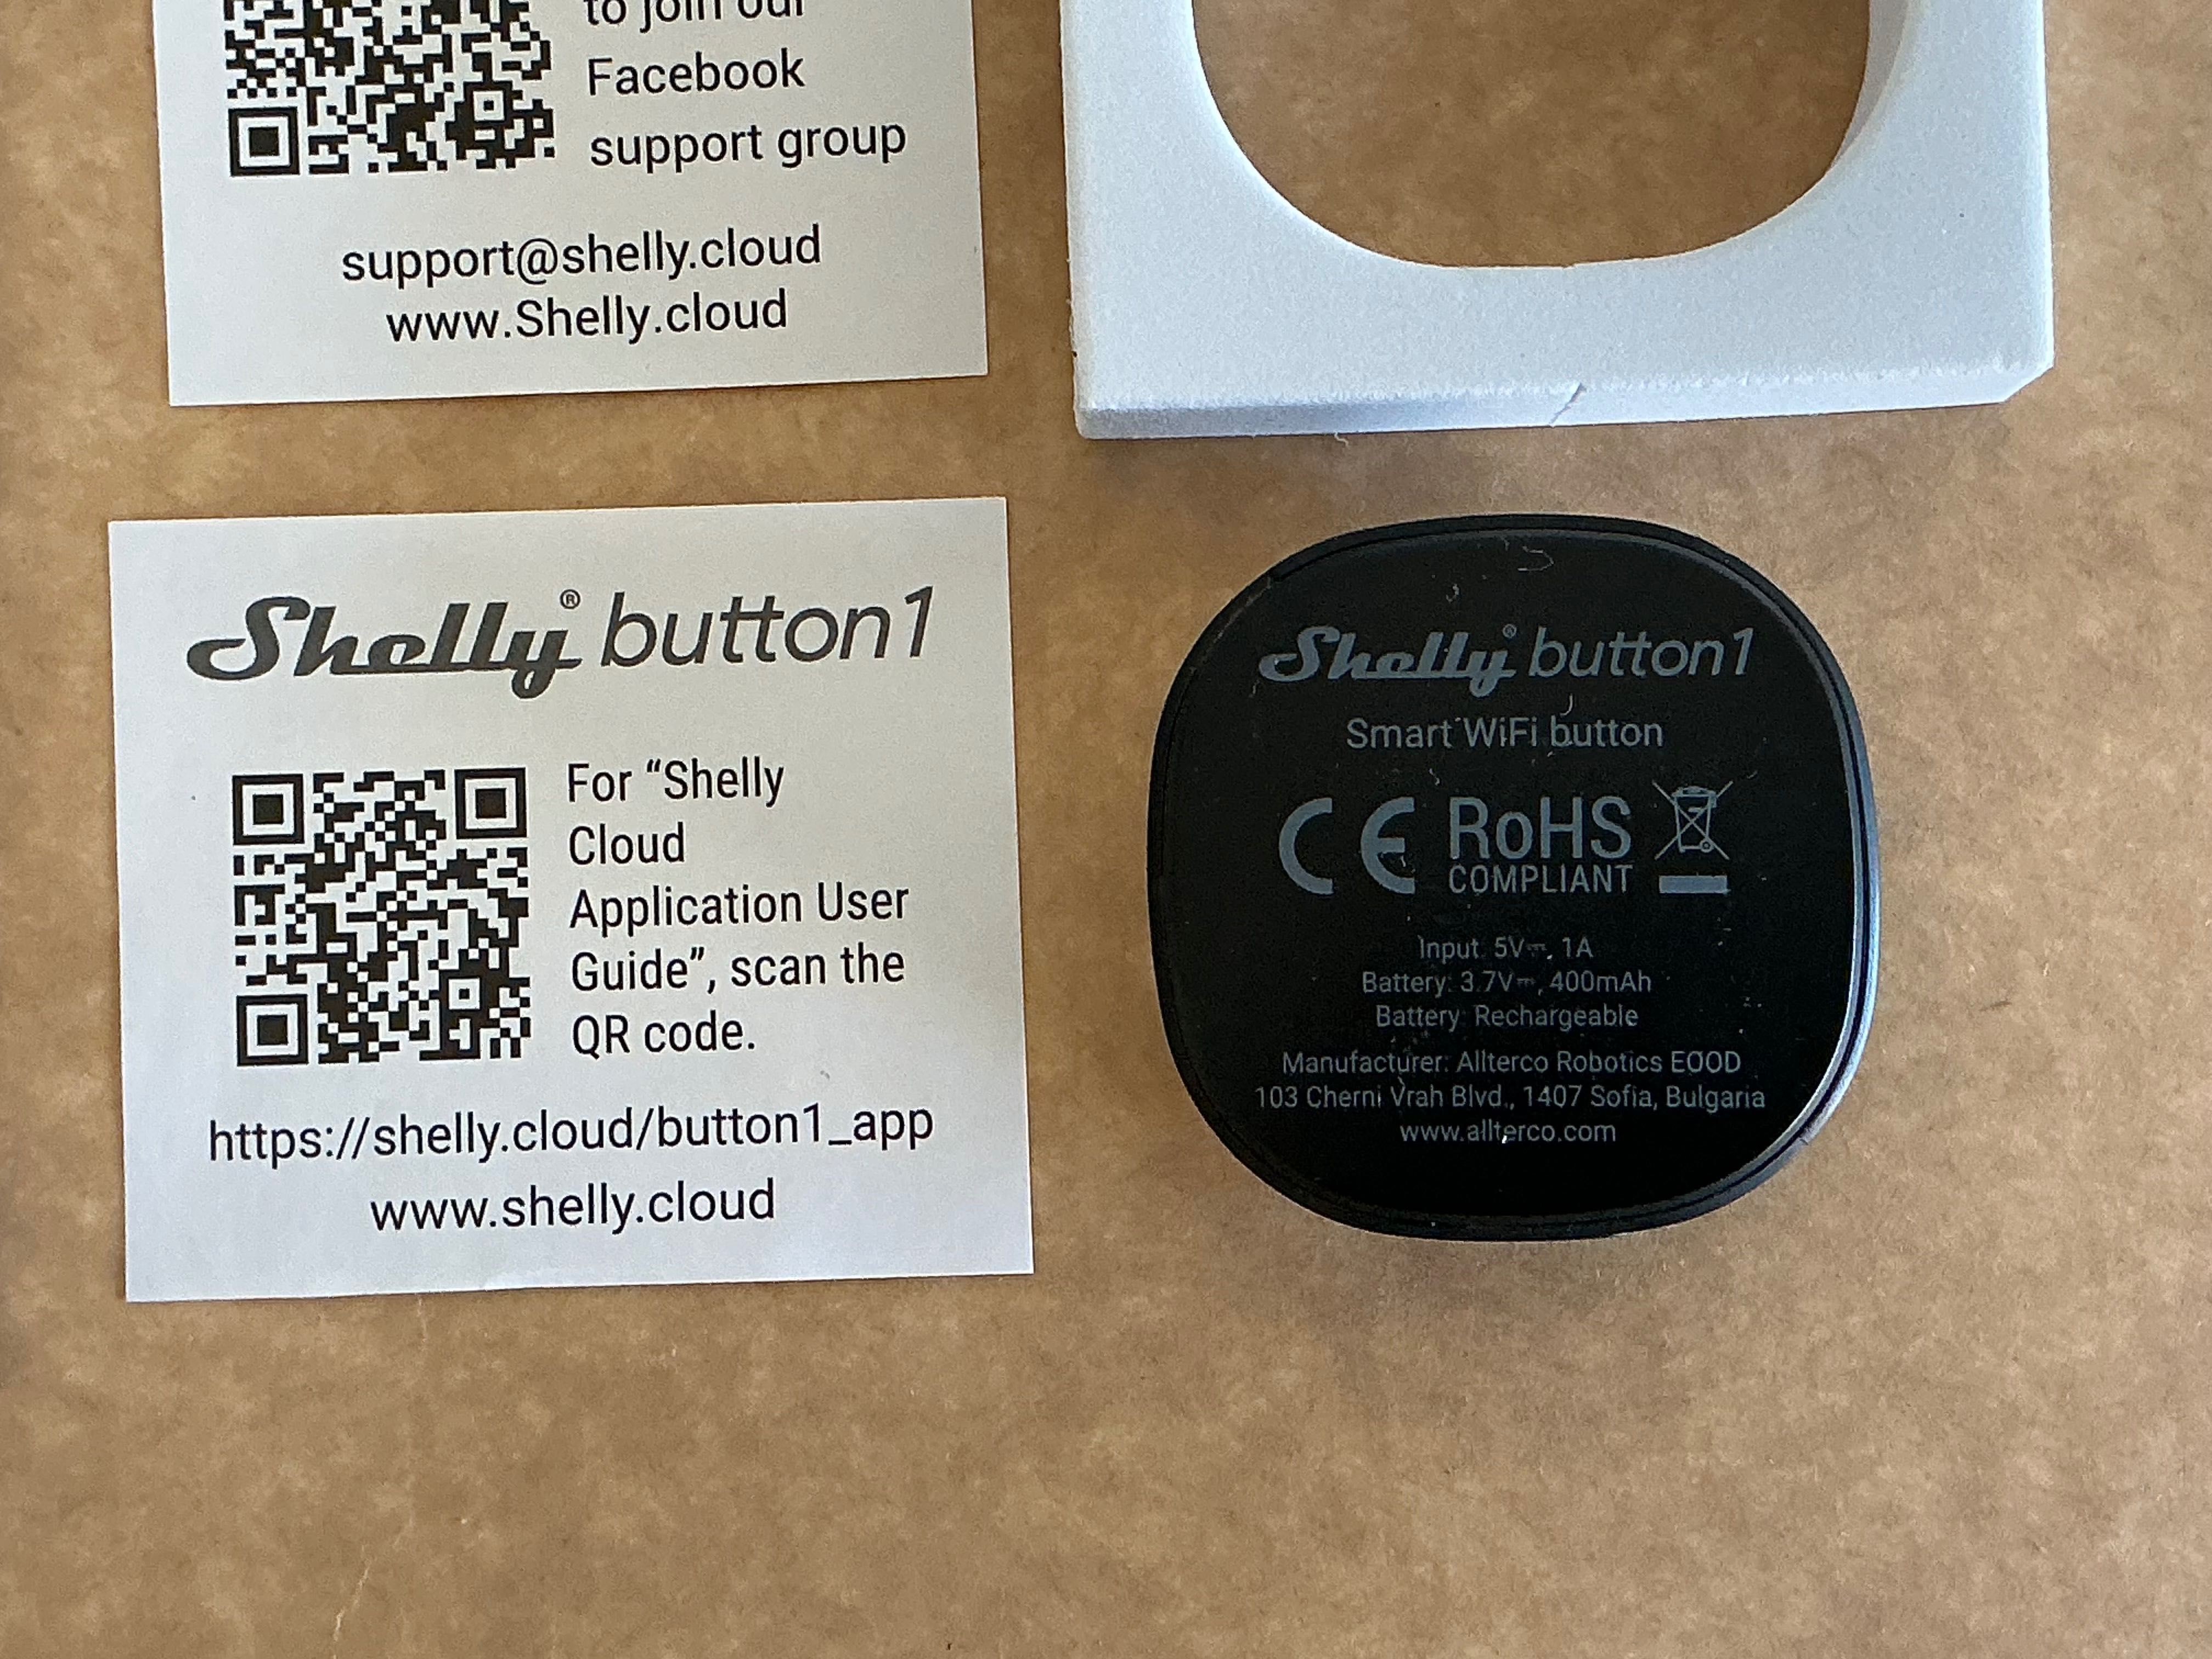 to join our
Facebook
support group
support@shelly.cloud
www.Shelly.cloud
Shelly® button1
For “Shelly
Cloud
Application User
Guide”, scan the
QR code.
https://shelly.cloud/button1_app
www.shelly.cloud
Shelly® button1
Smart WiFi button
CE RoHS
COMPLIANT
Input: 5V⎓, 1A
Battery: 3.7V⎓, 400mAh
Battery: Rechargeable
Manufacturer: Allterco Robotics EOOD
103 Cherni Vrah Blvd., 1407 Sofia, Bulgaria
www.allterco.com